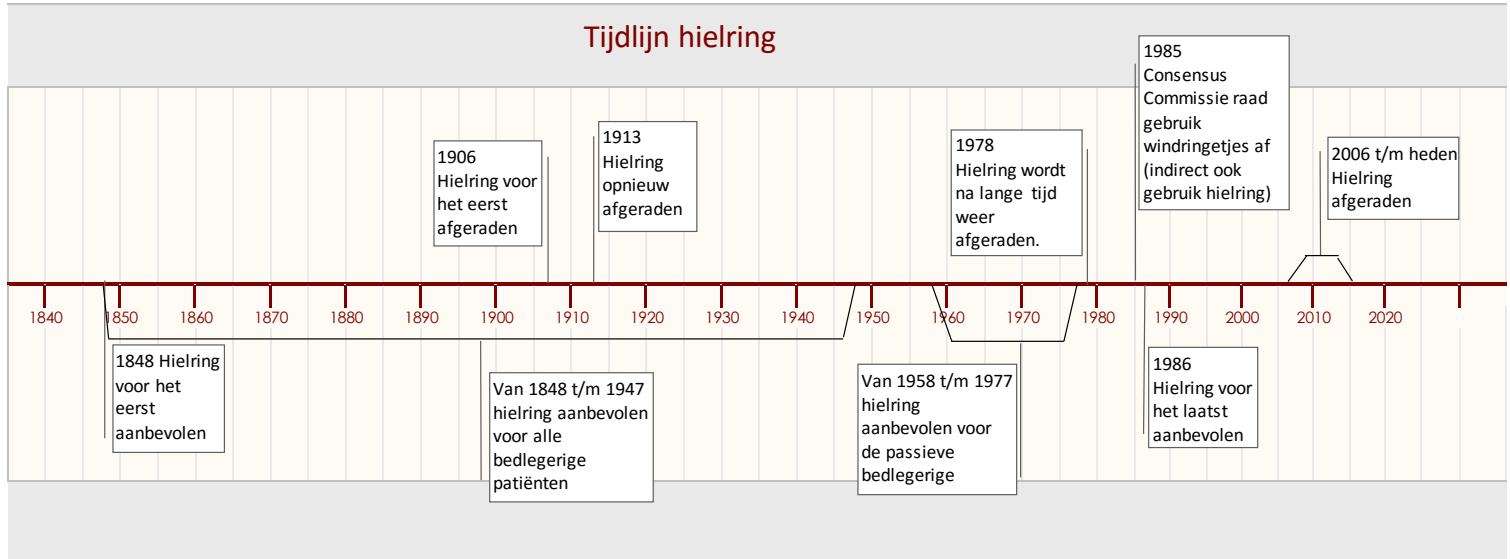 Tijdlijn hielring
1985
Consensus
Commissie raad
gebruik
windringetjes af
(indirect ook
gebruik hielring)
1913
Hielring
opnieuw
afgeraden
1906
Hielring voor
het eerst
afgeraden
1978
Hielring wordt
na lange  tijd
weer
afgeraden.
2006 t/m heden
Hielring
afgeraden
1840 1850 1860 1870 1880 1890 1900 1910 1920 1930 1940 1950 1960 1970 1980 1990 2000 2010 2020
1848 Hielring
voor het
eerst
aanbevolen
Van 1848 t/m 1947
hielring aanbevolen
voor alle
bedlegerige
patiënten
Van 1958 t/m 1977
hielring
aanbevolen voor
de passieve
bedlegerige
1986
Hielring voor
het laatst
aanbevolen